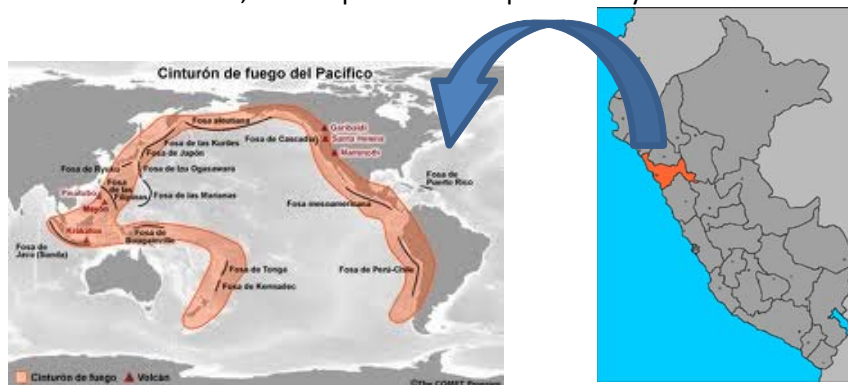 Cinturón de fuego del Pacífico
Fosa aleutiana
Garibaldi
Fosa de las Kuriles
Fosa de Cascadia
Santa Helena
Fosa de Japón
Mammoth
Fosa de Ryukyu
Fosa de Izu Ogasawara
Fosa de
Puerto Rico
Pinatubo
Fosa
de las
Filipinas
Fosa de las Marianas
Mayón
Fosa mesoamericana
Krakatoa
Fosa de
Bougainville
Fosa de
Java (Sunda)
Fosa de Tonga
Fosa de Perú-Chile
Fosa de Kermadec
Cinturón de fuego
Volcán
©The COMET Program